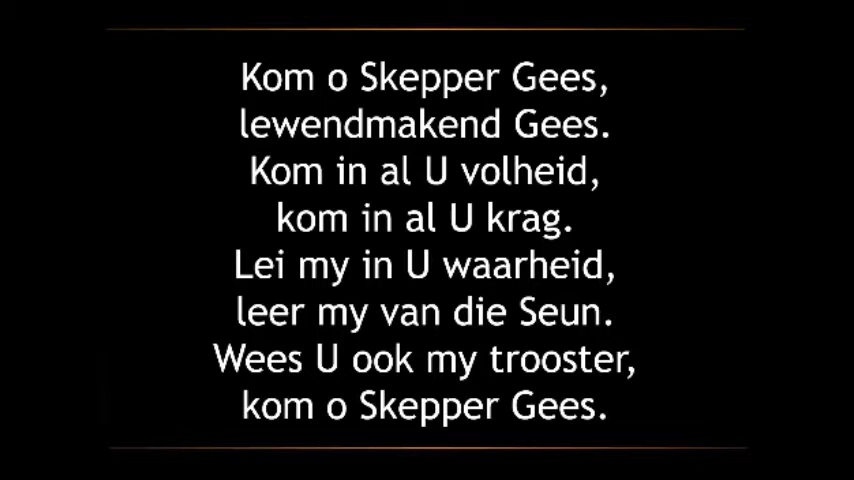 Kom o Skepper Gees,
lewendmakend Gees.
Kom in al U volheid,
kom in al U krag.
Lei my in U waarheid,
leer my van die Seun.
Wees U ook my trooster,
kom o Skepper Gees.